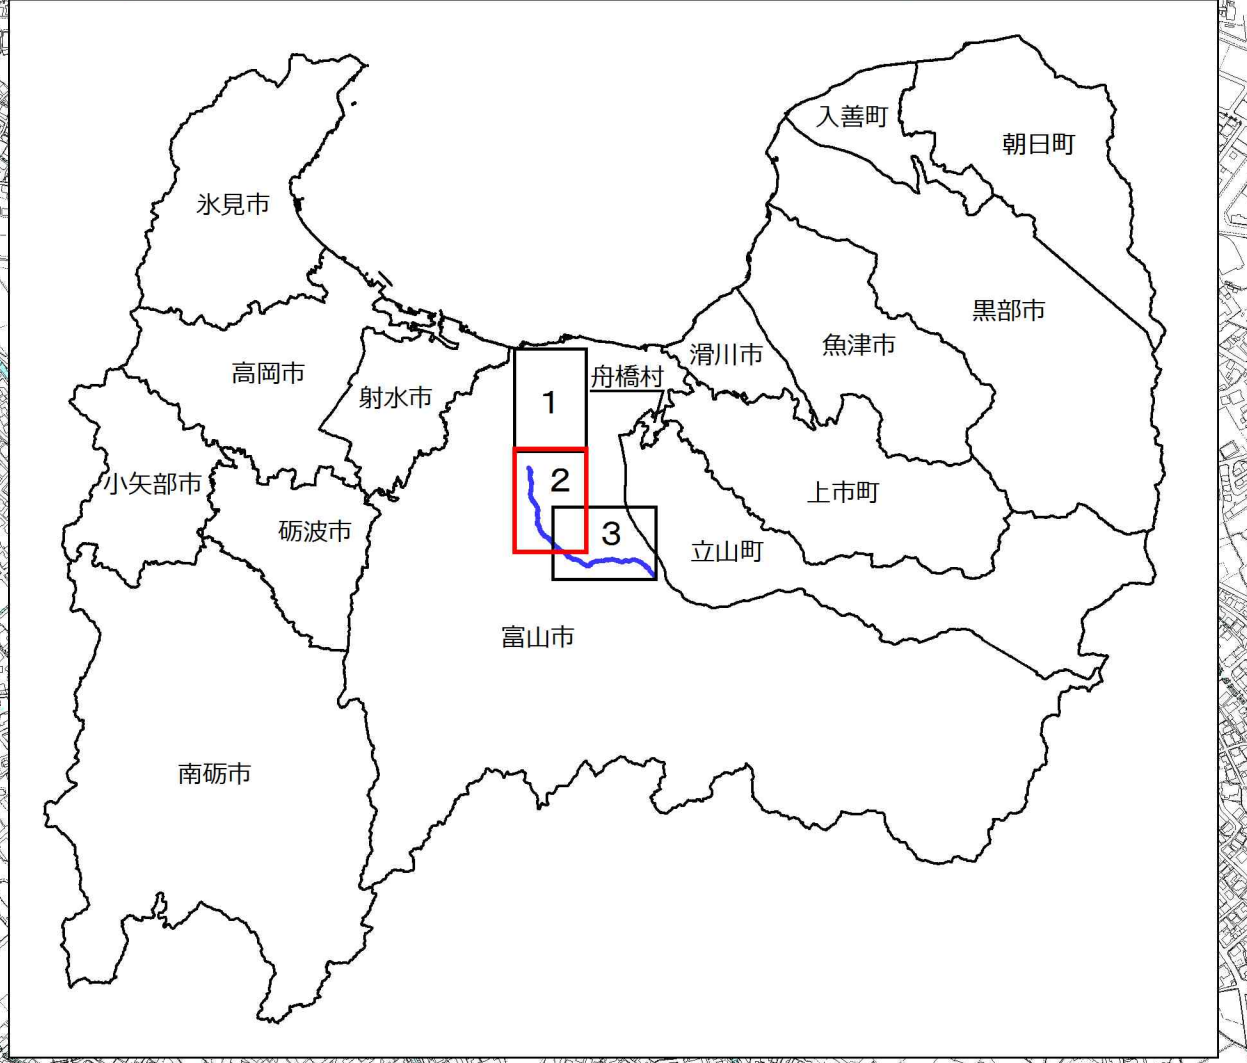 入善町
朝日町
氷見市
黒部市
魚津市
滑川市
高岡市
舟橋村
射水市
1
小矢部市
2
上市町
砺波市
3
立山町
富山市
南砺市